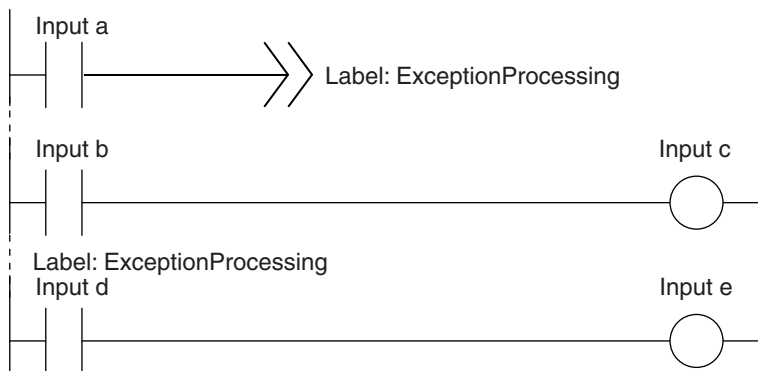 Input a
Label: ExceptionProcessing
Input b
Input c
Label: ExceptionProcessing
Input d
Input e